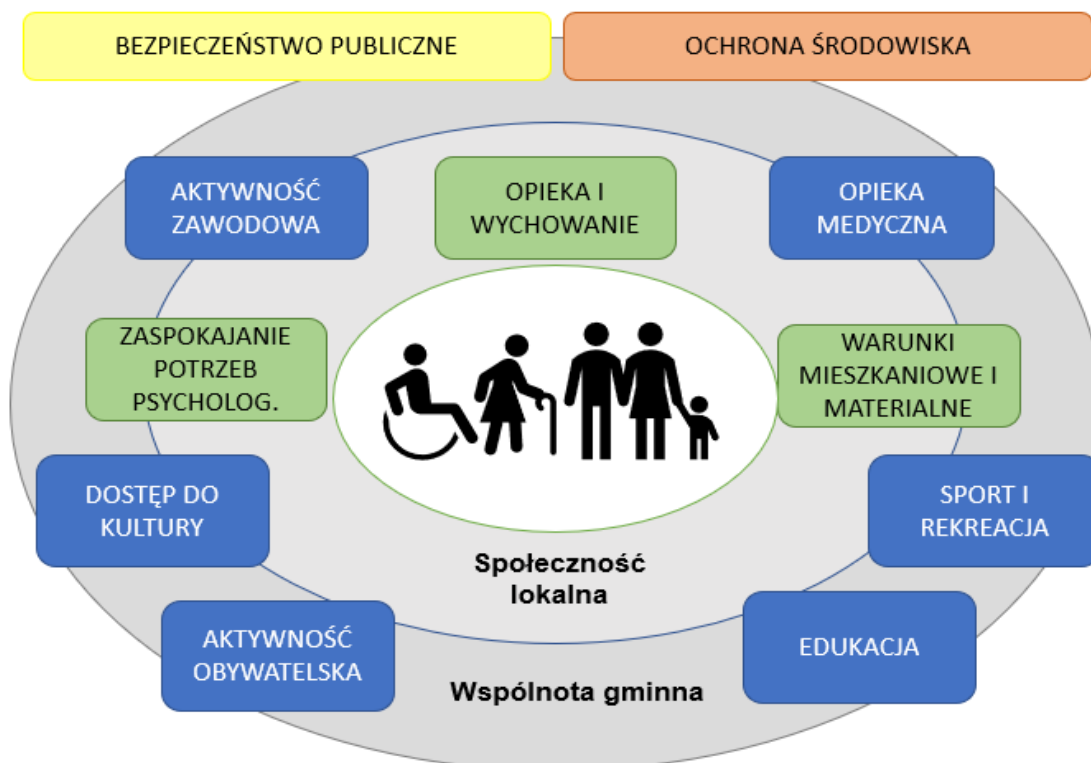 BEZPIECZEŃSTWO PUBLICZNE
OCHRONA ŚRODOWISKA
AKTYWNOŚĆ
ZAWODOWA
OPIEKA I
WYCHOWANIE
OPIEKA
MEDYCZNA
ZASPOKAJANIE
POTRZEB
PSYCHOLOG.
WARUNKI
MIESZKANIOWE I
MATERIALNE
DOSTĘP DO
KULTURY
SPORT I
REKREACJA
Społeczność
lokalna
AKTYWNOŚĆ
OBYWATELSKA
EDUKACJA
Wspólnota gminna